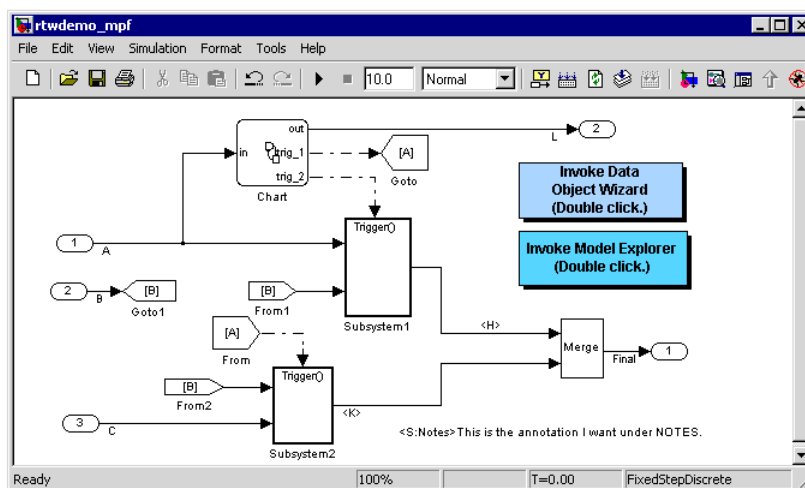 rtwdemo_mpf
File Edit View Simulation Format Tools Help
10.0 Normal
out
in trig_1
trig_2
Chart
[A]
Goto
L
2
Invoke Data
Object Wizard
(Double click.)
Invoke Model Explorer
(Double click.)
1
A
Trigger()
2
B
[B]
Goto1
[B]
From1
Subsystem1
[A]
From
<H>
Merge
Final
1
Trigger()
[B]
From2
<K>
3
C
Subsystem2
<S:Notes>This is the annotation I want under NOTES.
Ready 100% T=0.00 FixedStepDiscrete